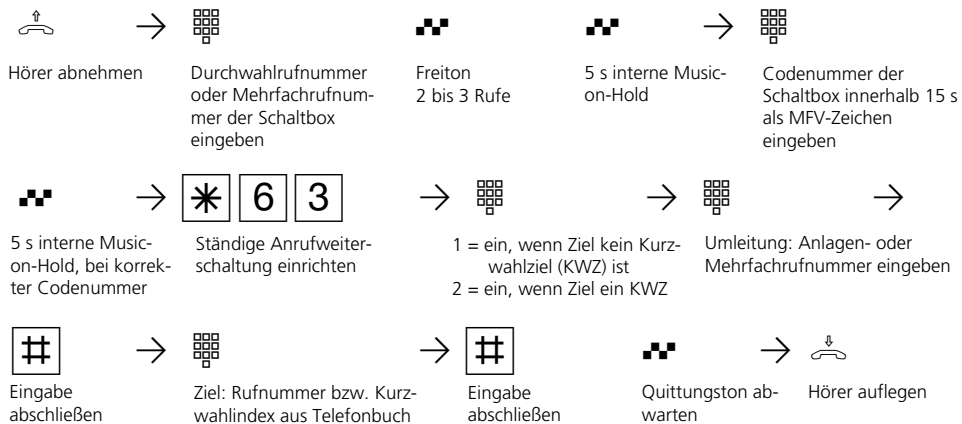 Hörer abnehmen
Durchwahlrufnummer
oder Mehrfachrufnum-
mer der Schaltbox
eingeben
Freiton
2 bis 3 Rufe
5 s interne Music-
on-Hold
Codenummer der
Schaltbox innerhalb 15 s
als MFV-Zeichen
eingeben
* 6 3
5 s interne Music-
on-Hold, bei korrek-
ter Codenummer
Ständige Anrufweiter-
schaltung einrichten
1 = ein, wenn Ziel kein Kurz-
wahlziel (KWZ) ist
2 = ein, wenn Ziel ein KWZ
Umleitung: Anlagen- oder
Mehrfachrufnummer eingeben
#
Eingabe
abschließen
Ziel: Rufnummer bzw. Kurz-
wahlindex aus Telefonbuch
#
Eingabe
abschließen
Quittungston ab-
warten
Hörer auflegen